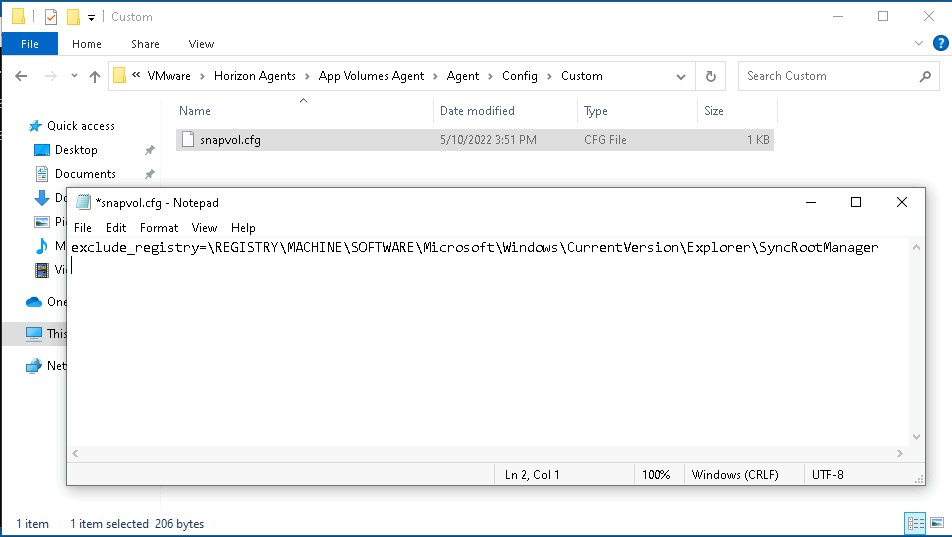 Custom
File Home Share View
« VMware > Horizon Agents > App Volumes Agent > Agent > Config > Custom
Search Custom
Name Date modified Type Size
Quick access
snapvol.cfg 5/10/2022 3:51 PM CFG File 1 KB
Desktop
Documents
*snapvol.cfg - Notepad
Do
Pi
M
Vi
One
This
Net
File Edit Format View Help
exclude_registry=\REGISTRY\MACHINE\SOFTWARE\Microsoft\Windows\CurrentVersion\Explorer\SyncRootManager
Ln 2, Col 1 100% Windows (CRLF) UTF-8
1 item 1 item selected 206 bytes